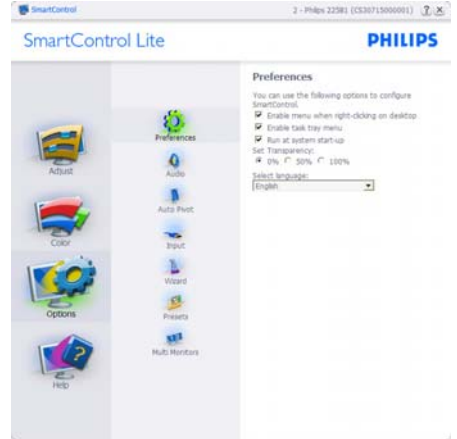 SmartControl
2 - Philips 225B1 (CS30715000001)
? X
SmartControl Lite
PHILIPS
Adjust
Color
Options
Help
Preferences
Audio
Auto Pivot
Input
Wizard
Presets
Multi Monitors
Preferences
You can use the following options to configure
SmartControl.
Enable menu when right-clicking on desktop
Enable task tray menu
Run at system start-up
Set Transparency:
0% 50% 100%
Select language:
English